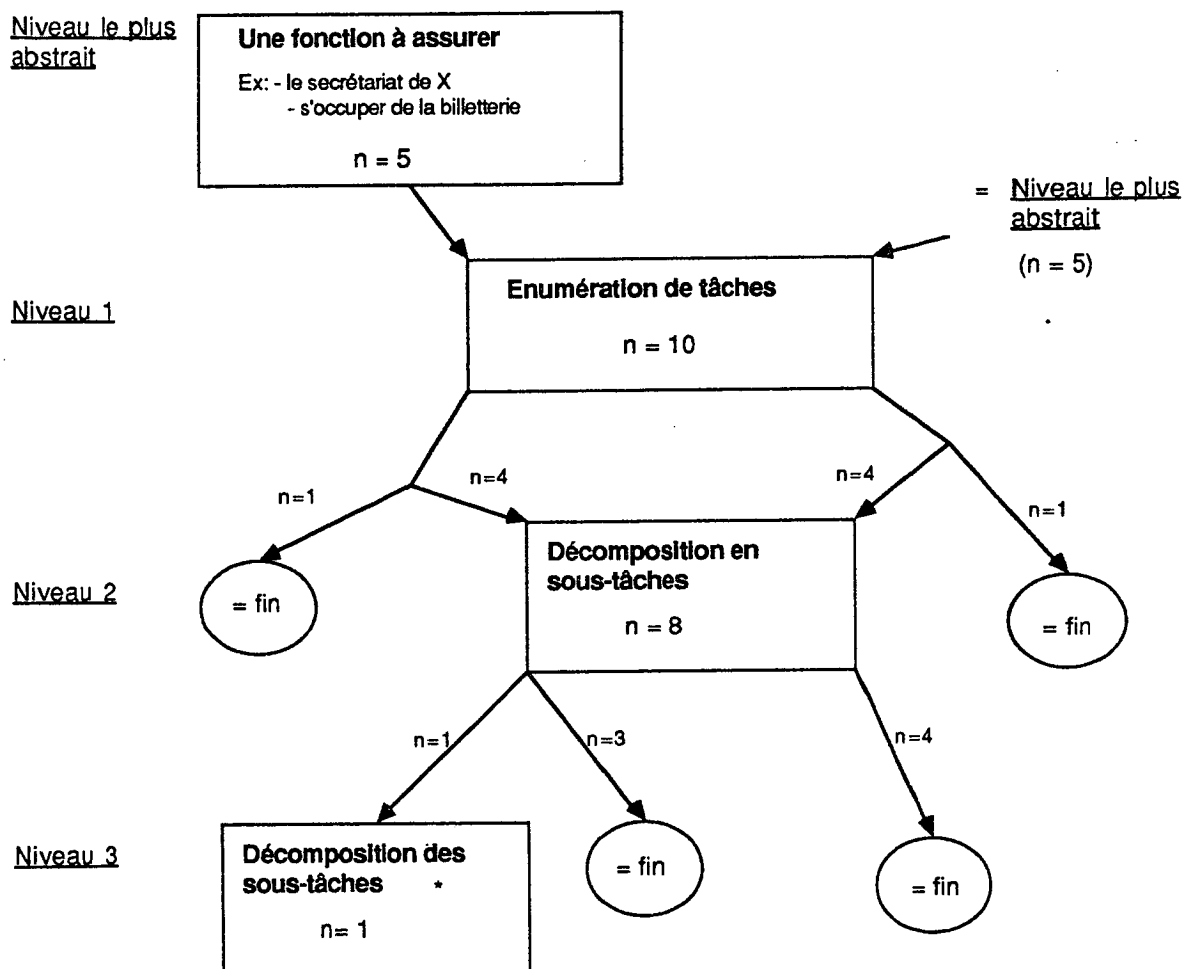 Niveau le plus
abstrait
Une fonction à assurer
Ex: - le secrétariat de X
- s'occuper de la billetterie
n = 5
= Niveau le plus
abstrait
(n = 5)
Niveau 1
Enumération de tâches
n = 10
n=1
n=4
n=4
n=1
Niveau 2
= fin
Décomposition en
sous-tâches
n = 8
= fin
n=1
n=3
n=4
Niveau 3
Décomposition des
sous-tâches *
n= 1
= fin
= fin